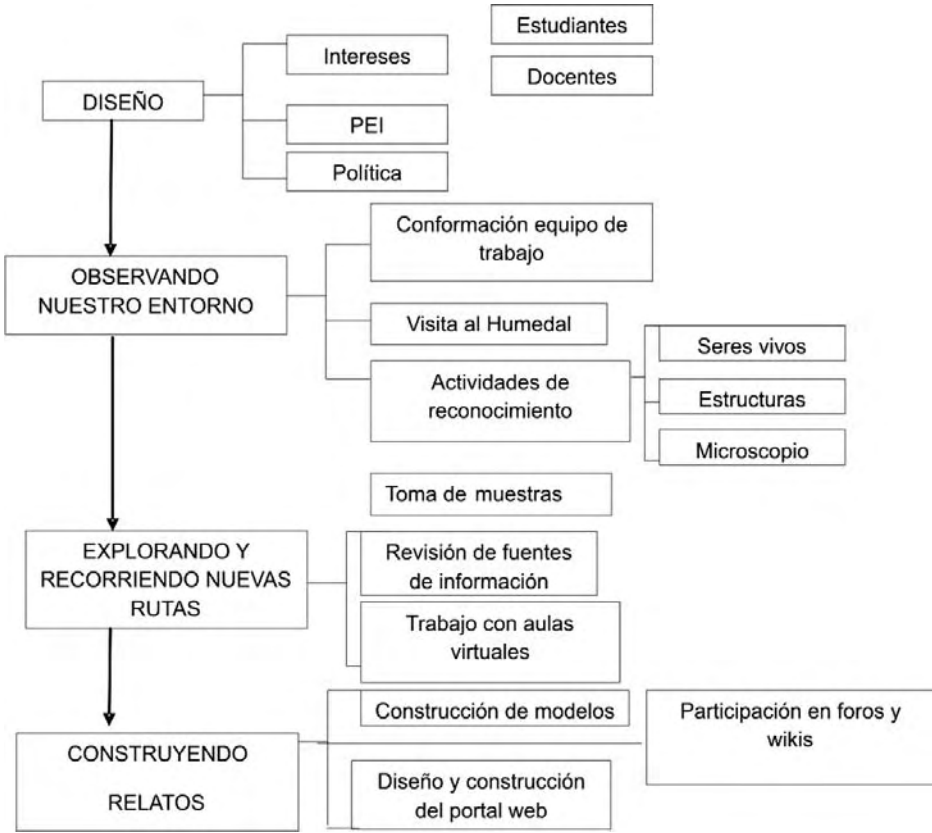 Estudiantes
Intereses
Docentes
DISEÑO
PEI
Política
Conformación equipo de
trabajo
OBSERVANDO
NUESTRO ENTORNO
Visita al Humedal
Seres vivos
Actividades de
reconocimiento
Estructuras
Microscopio
Toma de muestras
EXPLORANDO Y
RECORRIENDO NUEVAS
RUTAS
Revisión de fuentes
de información
Trabajo con aulas
virtuales
Construcción de modelos
Participación en foros y
wikis
CONSTRUYENDO
RELATOS
Diseño y construcción
del portal web